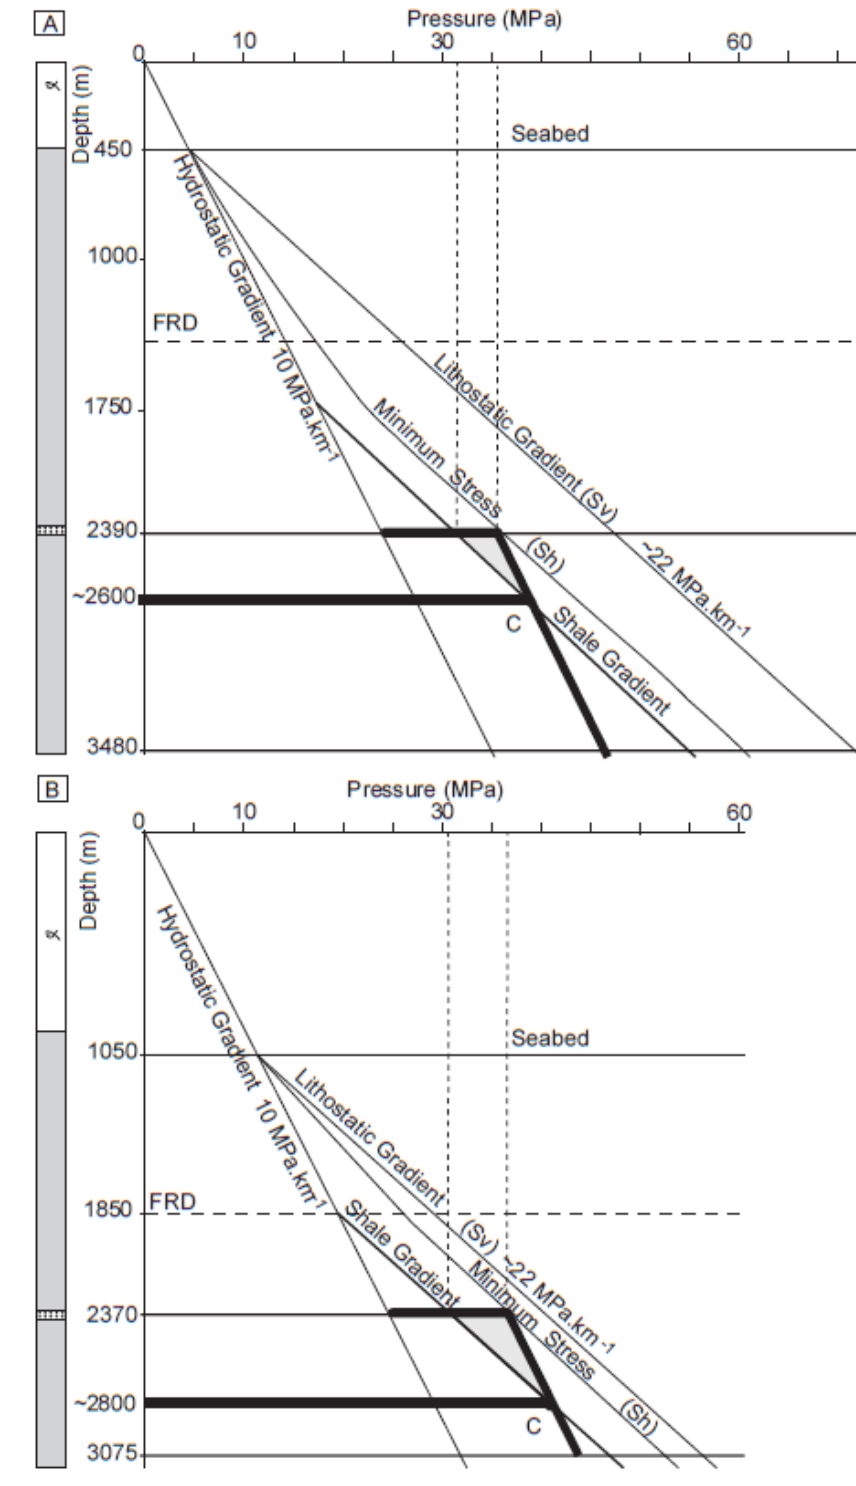 A
Pressure (MPa)
0 10 30 60
Depth (m)
Seabed
450
Hydrostatic Gradient 10 MPa.km-1
1000
FRD
Lithostatic Gradient (Sv) ~22 MPa.km-1
1750
Minimum Stress (Sh)
2390
~2600
C
Shale Gradient
3480
B
Pressure (MPa)
0 10 30 60
Depth (m)
Hydrostatic Gradient 10 MPa.km-1
Seabed
1050
Lithostatic Gradient (Sv) ~22 MPa.km-1
1850
FRD
Shale Gradient
Minimum Stress (Sh)
2370
~2800
C
3075